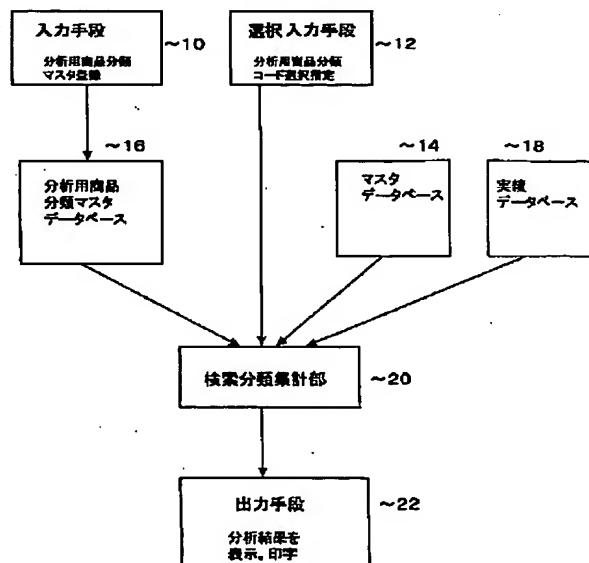 入力手段
分析用商品分類
マスタ登録
~10
選択入力手段
分析用商品分類
コード選択指定
~12
~16
分析用商品
分類マスタ
データベース
~14
マスタ
データベース
~18
実績
データベース
検索分類集計部
~20
出力手段
分析結果を
表示。印字
~22